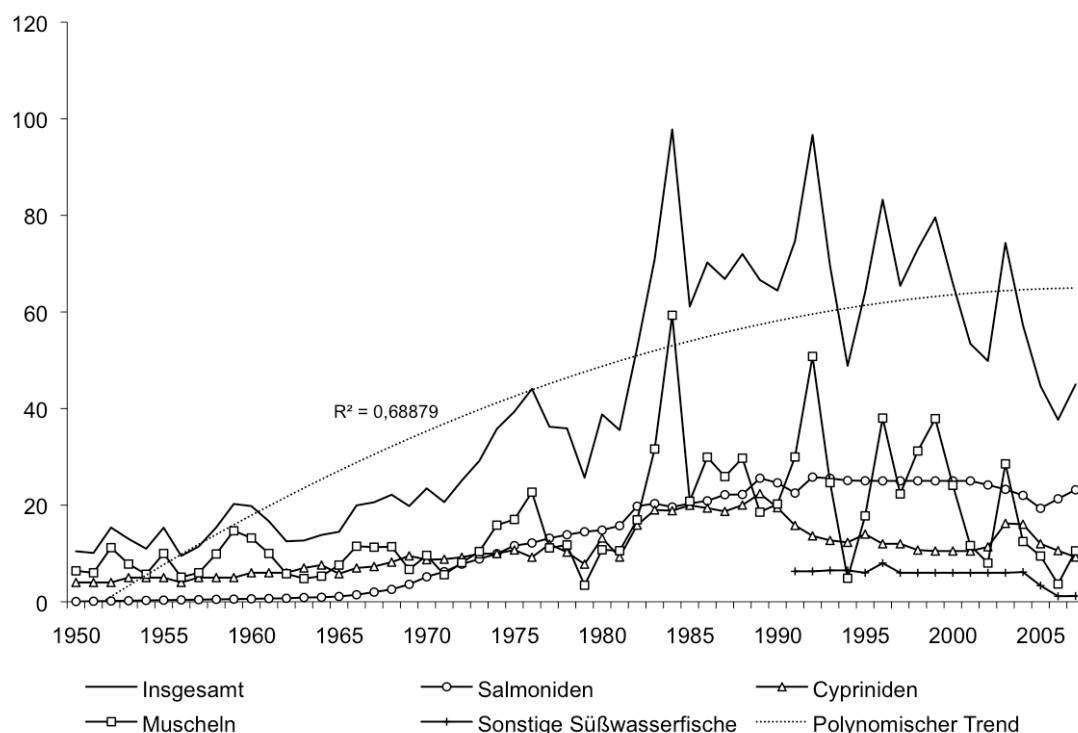 120
100
80
60
40
20
0
R² = 0,68879
1950 1955 1960 1965 1970 1975 1980 1985 1990 1995 2000 2005
Insgesamt Salmoniden Cypriniden
Muscheln Sonstige Süßwasserfische Polynomischer Trend